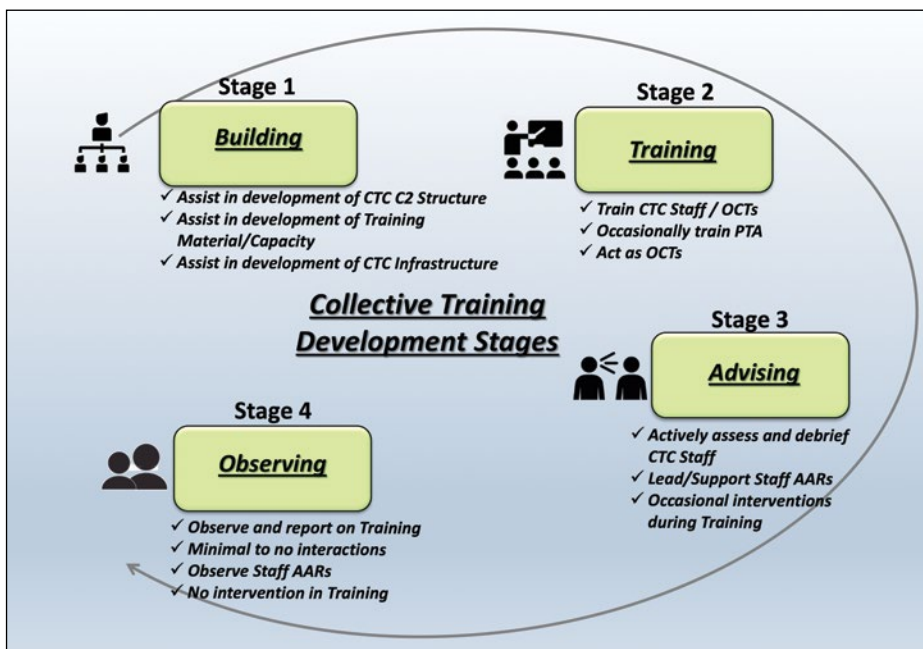 Stage 1
Building
✓ Assist in development of CTC C2 Structure
✓ Assist in development of Training
Material/Capacity
✓ Assist in development of CTC Infrastructure
Stage 2
Training
✓ Train CTC Staff / OCTs
✓ Occasionally train PTA
✓ Act as OCTs
Collective Training
Development Stages
Stage 3
Advising
✓ Actively assess and debrief
CTC Staff
✓ Lead/Support Staff AARs
✓ Occasional interventions
during Training
Stage 4
Observing
✓ Observe and report on Training
✓ Minimal to no interactions
✓ Observe Staff AARs
✓ No intervention in Training